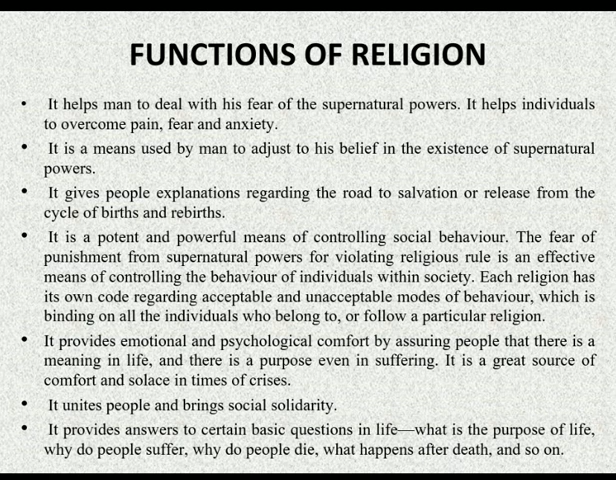 FUNCTIONS OF RELIGION
• It helps man to deal with his fear of the supernatural powers. It helps individuals
to overcome pain, fear and anxiety.
• It is a means used by man to adjust to his belief in the existence of supernatural
powers.
• It gives people explanations regarding the road to salvation or release from the
cycle of births and rebirths.
• It is a potent and powerful means of controlling social behaviour. The fear of
punishment from supernatural powers for violating religious rule is an effective
means of controlling the behaviour of individuals within society. Each religion has
its own code regarding acceptable and unacceptable modes of behaviour, which is
binding on all the individuals who belong to, or follow a particular religion.
• It provides emotional and psychological comfort by assuring people that there is a
meaning in life, and there is a purpose even in suffering. It is a great source of
comfort and solace in times of crises.
• It unites people and brings social solidarity.
• It provides answers to certain basic questions in life—what is the purpose of life,
why do people suffer, why do people die, what happens after death, and so on.